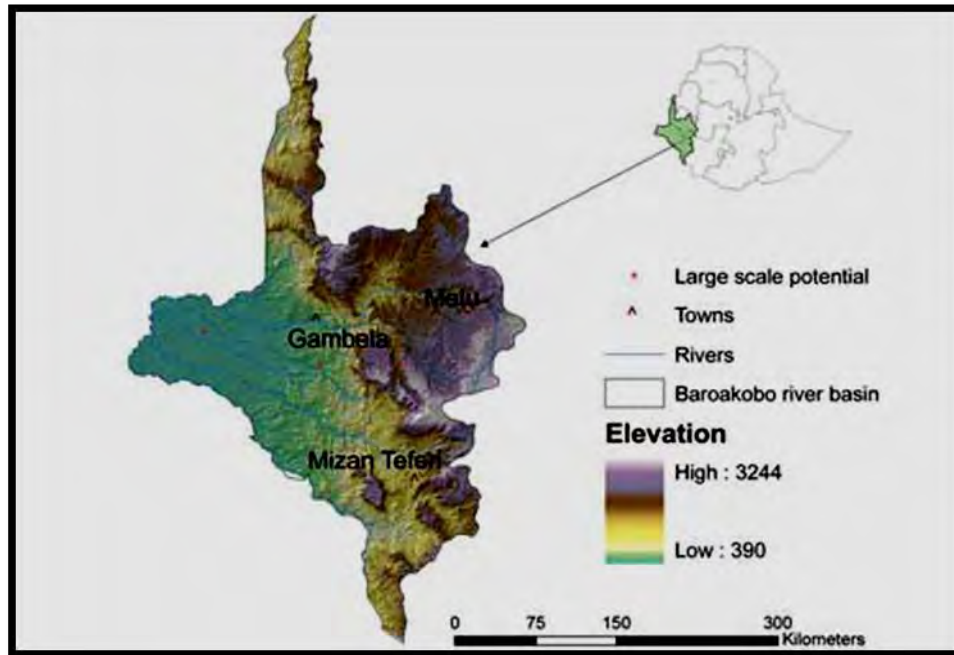 Metu
Gambela
Mizan Teferi
Large scale potential
^ Towns
Rivers
Baroakobo river basin
Elevation
High : 3244
Low : 390
0 75 150 300
Kilometers